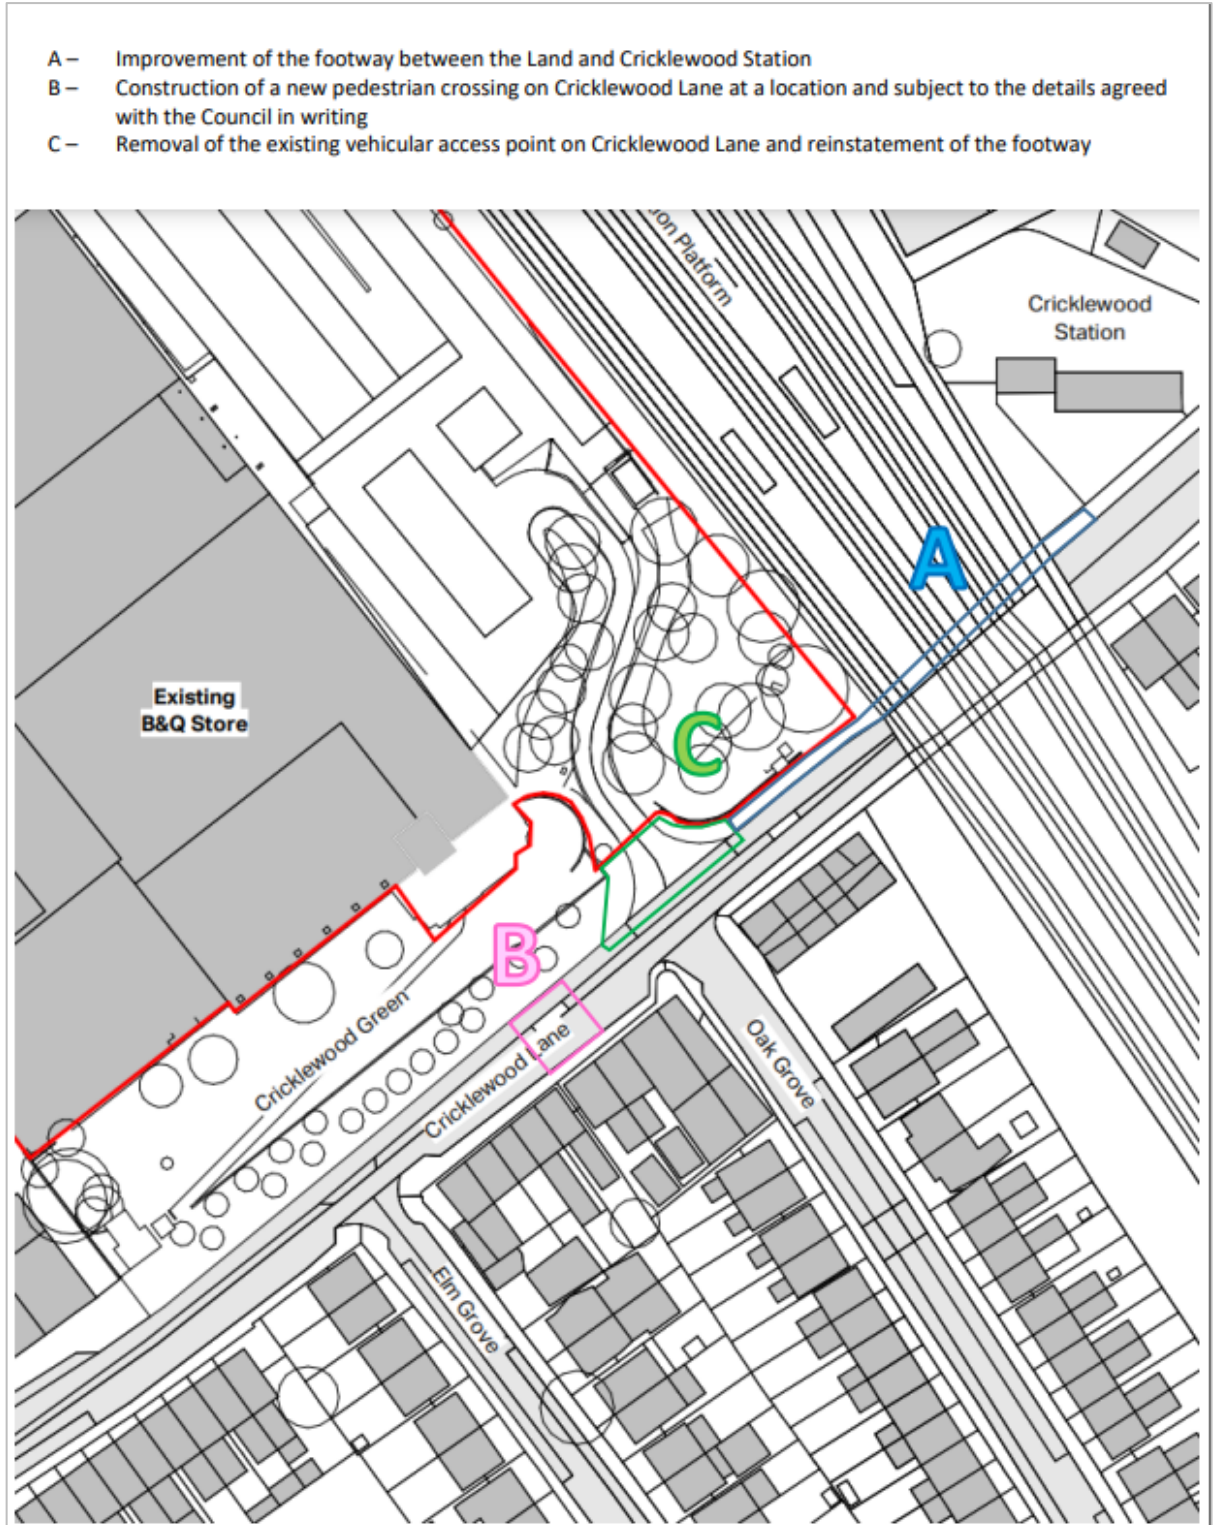 A – Improvement of the footway between the Land and Cricklewood Station
B – Construction of a new pedestrian crossing on Cricklewood Lane at a location and subject to the details agreed
with the Council in writing
C – Removal of the existing vehicular access point on Cricklewood Lane and reinstatement of the footway
Platform
Cricklewood
Station
A
Existing
B&Q Store
C
B
Cricklewood Green
Cricklewood Lane
Oak Grove
Elm Grove